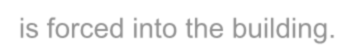 is forced into the building.